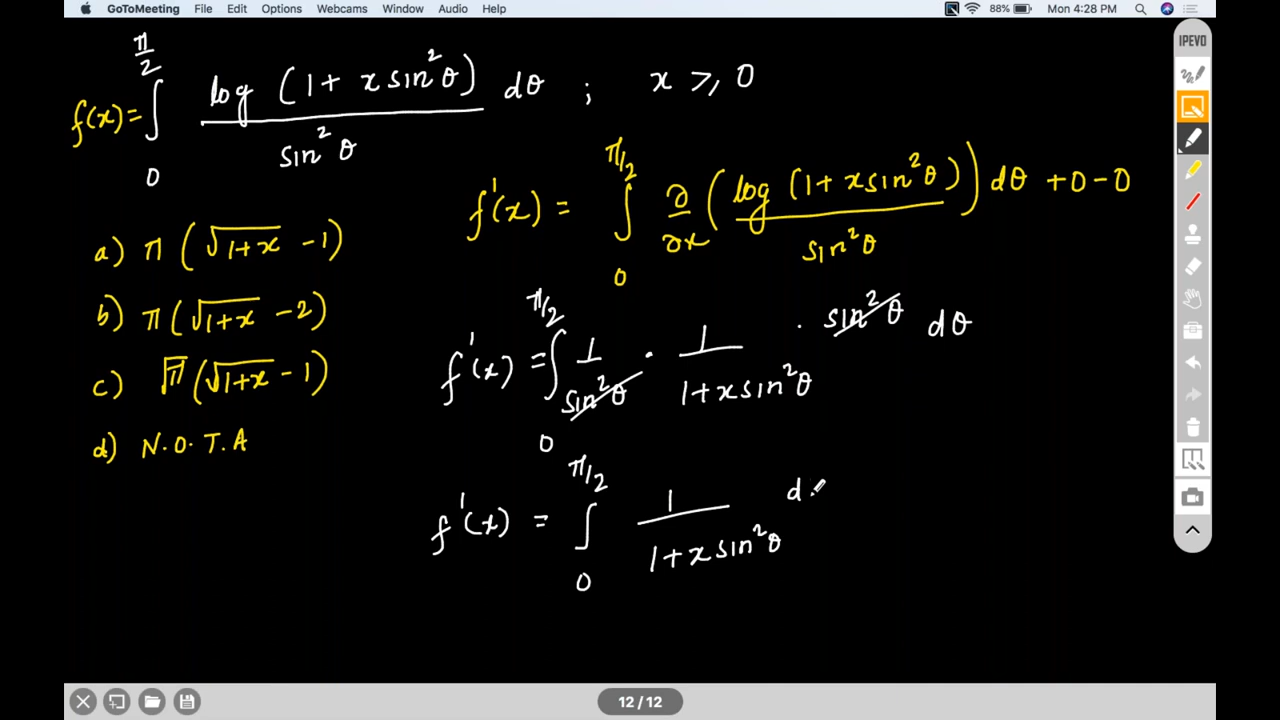 GoToMeeting File Edit Options Webcams Window Audio Help 88% Mon 4:28 PM
IPEVO
f(x) = ∫₀^{π/2} log (1 + x sin²θ) / sin²θ dθ ; x ≥ 0
f'(x) = ∫₀^{π/2} ∂/∂x ( log (1 + x sin²θ) / sin²θ ) dθ + 0 - 0
a) π (√(1+x) - 1)
b) π (√(1+x) - 2)
c) √π (√(1+x) - 1)
d) N.O.T.A
f'(x) = ∫₀^{π/2} 1/sin²θ · 1/(1 + x sin²θ) · sin²θ dθ
f'(x) = ∫₀^{π/2} 1/(1 + x sin²θ) d
12 / 12